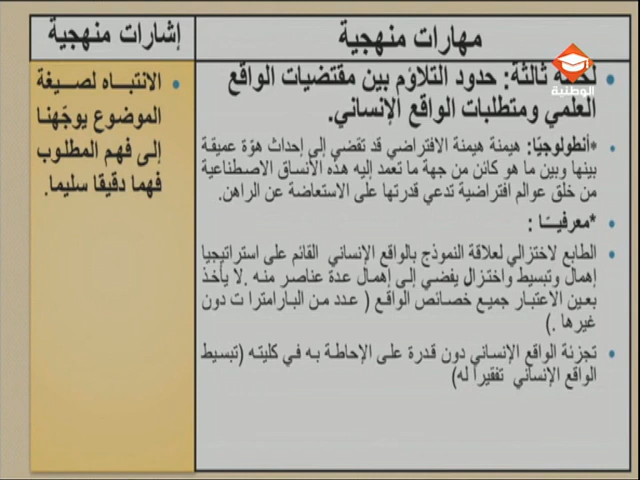 مهارات منهجية
لحظة ثالثة: حدود التلاؤم بين مقتضيات الواقع
العلمي ومتطلبات الواقع الإنساني.
*أنطولوجيًا: هيمنة هيمنة الافتراضي قد تقضي إلى إحداث هوّة عميقة
بينها وبين ما هو كائن من جهة ما تعمد إليه هذه الأنساق الاصطناعية
من خلق عوالم افتراضية تدعي قدرتها على الاستعاضة عن الراهن.
*معرفيــًا :
الطابع لاختزالي لعلاقة النموذج بالواقع الإنساني القائم على استراتيجيا
إهمال وتبسيط واختزال يفضي إلى إهمال عدة عناصر منه .لا يأخذ
بعين الاعتبار جميع خصائص الواقع ( عدد من البارامترا ت دون
غيرها .)
تجزئة الواقع الإنساني دون قدرة على الإحاطة به في كليته (تبسيط
الواقع الإنساني تفقيرا له)
إشارات منهجية
الانتباه لصيغة
الموضوع يوجّهنا
إلى فهم المطلوب
فهما دقيقا سليما.
الوطنية